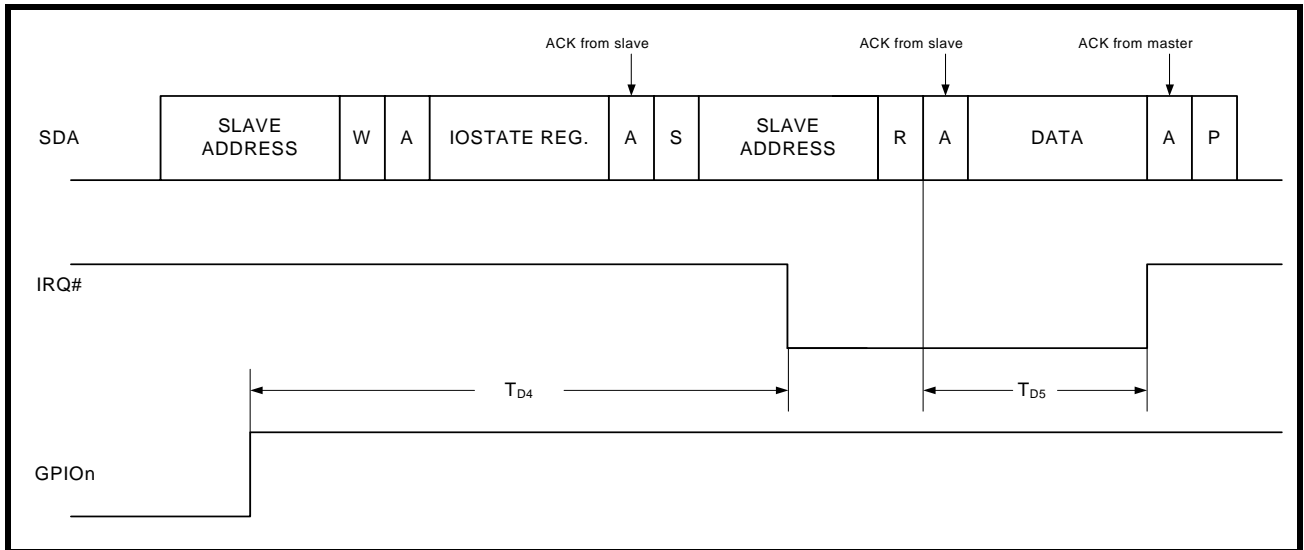 ACK from slave
ACK from slave
ACK from master
SDA
SLAVE
ADDRESS
W
A
IOSTATE REG.
A
S
SLAVE
ADDRESS
R
A
DATA
A
P
IRQ#
TD4
TD5
GPIOn